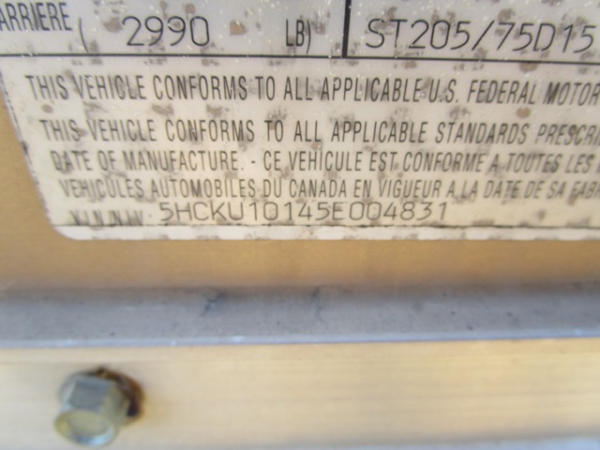 ARRIERE ( 2990 LB) ST205/75D15
THIS VEHICLE CONFORMS TO ALL APPLICABLE U.S. FEDERAL MOTOR
THIS VEHICLE CONFORMS TO ALL APPLICABLE STANDARDS PRESCRI
DATE OF MANUFACTURE. - CE VEHICULE EST CONFORME A TOUTES LES
VEHICULES AUTOMOBILES DU CANADA EN VIGUEUR A LA DATE DE SA FABR
5HCKU10145E004831